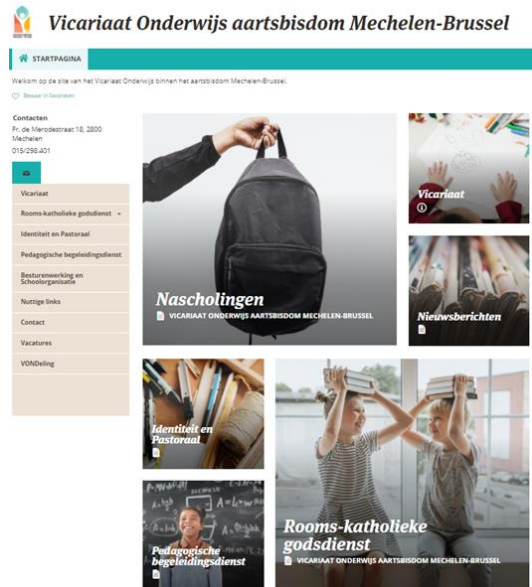 Vicariaat Onderwijs aartsbisdom Mechelen-Brussel
STARTPAGINA
Welkom op de site van het Vicariaat Onderwijs binnen het aartsbisdom Mechelen-Brussel.
Bewaar in favorieten
Contacten
Fr. de Merodestraat 18, 2800
Mechelen
015/298.401
Vicariaat
Rooms-katholieke godsdienst
Identiteit en Pastoraal
Pedagogische begeleidingsdienst
Besturenwerking en
Schoolorganisatie
Nuttige links
Contact
Vacatures
VONDeling
Nascholingen
VICARIAAT ONDERWIJS AARTSBISDOM MECHELEN-BRUSSEL
Vicariaat
Nieuwsberichten
Identiteit en
Pastoraal
Pedagogische
begeleidingsdienst
Rooms-katholieke
godsdienst
VICARIAAT ONDERWIJS AARTSBISDOM MECHELEN-BRUSSEL